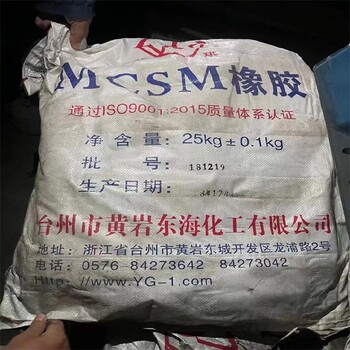 MCSM橡胶
通过ISO9001:2015质量体系认证
净含量: 25kg±0.1kg
批号: 181219
生产日期:
台州市黄岩东海化工有限公司
地址: 浙江省台州市黄岩东城开发区龙浦路2号
电话: 0576 84273642 84273042
Http://www.YG-1.com